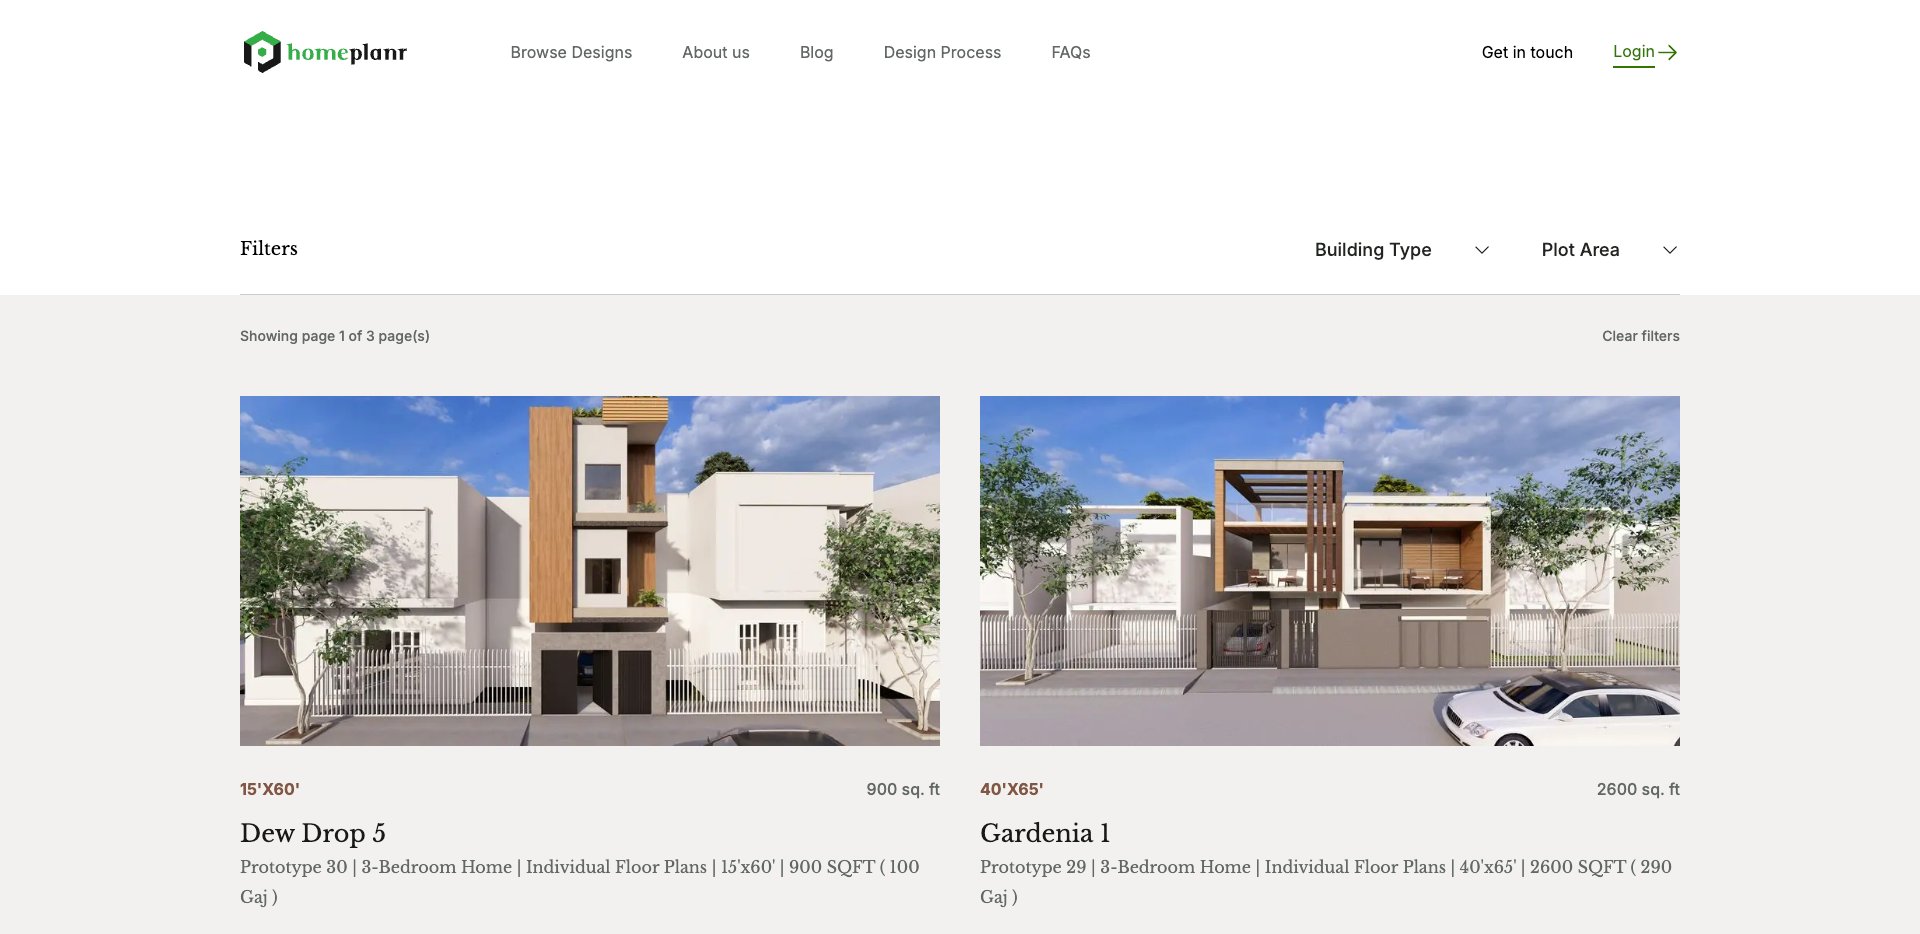 homeplanr
Browse Designs
About us
Blog
Design Process
FAQs
Get in touch
Login
Filters
Building Type
Plot Area
Showing page 1 of 3 page(s)
Clear filters
15'X60'
900 sq. ft
Dew Drop 5
Prototype 30 | 3-Bedroom Home | Individual Floor Plans | 15'x60' | 900 SQFT ( 100
Gaj )
40'X65'
2600 sq. ft
Gardenia 1
Prototype 29 | 3-Bedroom Home | Individual Floor Plans | 40'x65' | 2600 SQFT ( 290
Gaj )